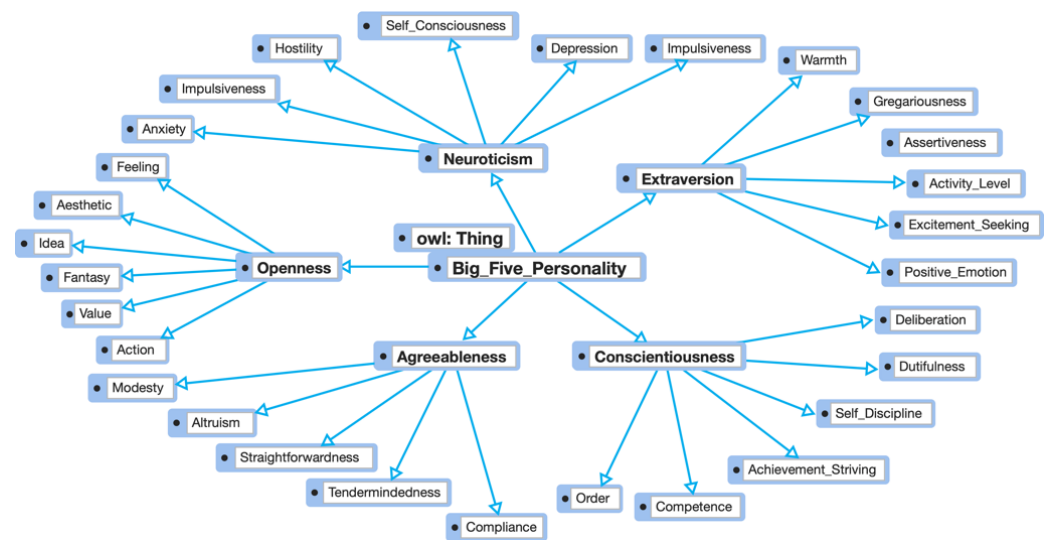 Self_Consciousness
Hostility
Depression
Impulsiveness
Warmth
Impulsiveness
Gregariousness
Anxiety
Assertiveness
Neuroticism
Feeling
Extraversion
Activity_Level
Aesthetic
Excitement_Seeking
owl: Thing
Idea
Openness
Big_Five_Personality
Positive_Emotion
Fantasy
Value
Deliberation
Action
Agreeableness
Conscientiousness
Dutifulness
Modesty
Self_Discipline
Altruism
Straightforwardness
Achievement_Striving
Tendermindedness
Order
Competence
Compliance